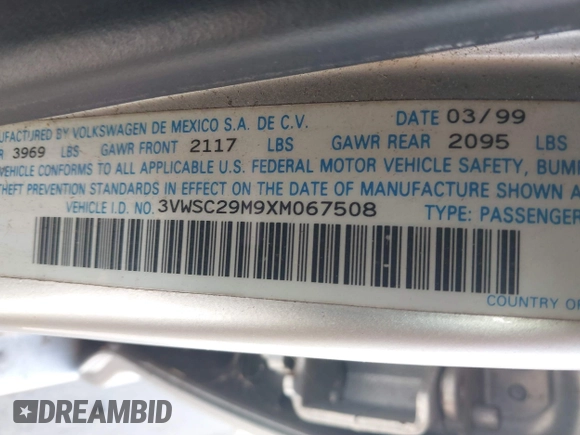 MANUFACTURED BY VOLKSWAGEN DE MEXICO S.A. DE C.V. DATE 03/99
3969 LBS GAWR FRONT 2117 LBS GAWR REAR 2095 LBS
VEHICLE CONFORMS TO ALL APPLICABLE U.S. FEDERAL MOTOR VEHICLE SAFETY, BUM
THEFT PREVENTION STANDARDS IN EFFECT ON THE DATE OF MANUFACTURE SHOWN A
VEHICLE I.D. NO. 3VWSC29M9XM067508 TYPE: PASSENGER
COUNTRY OF
DREAMBID